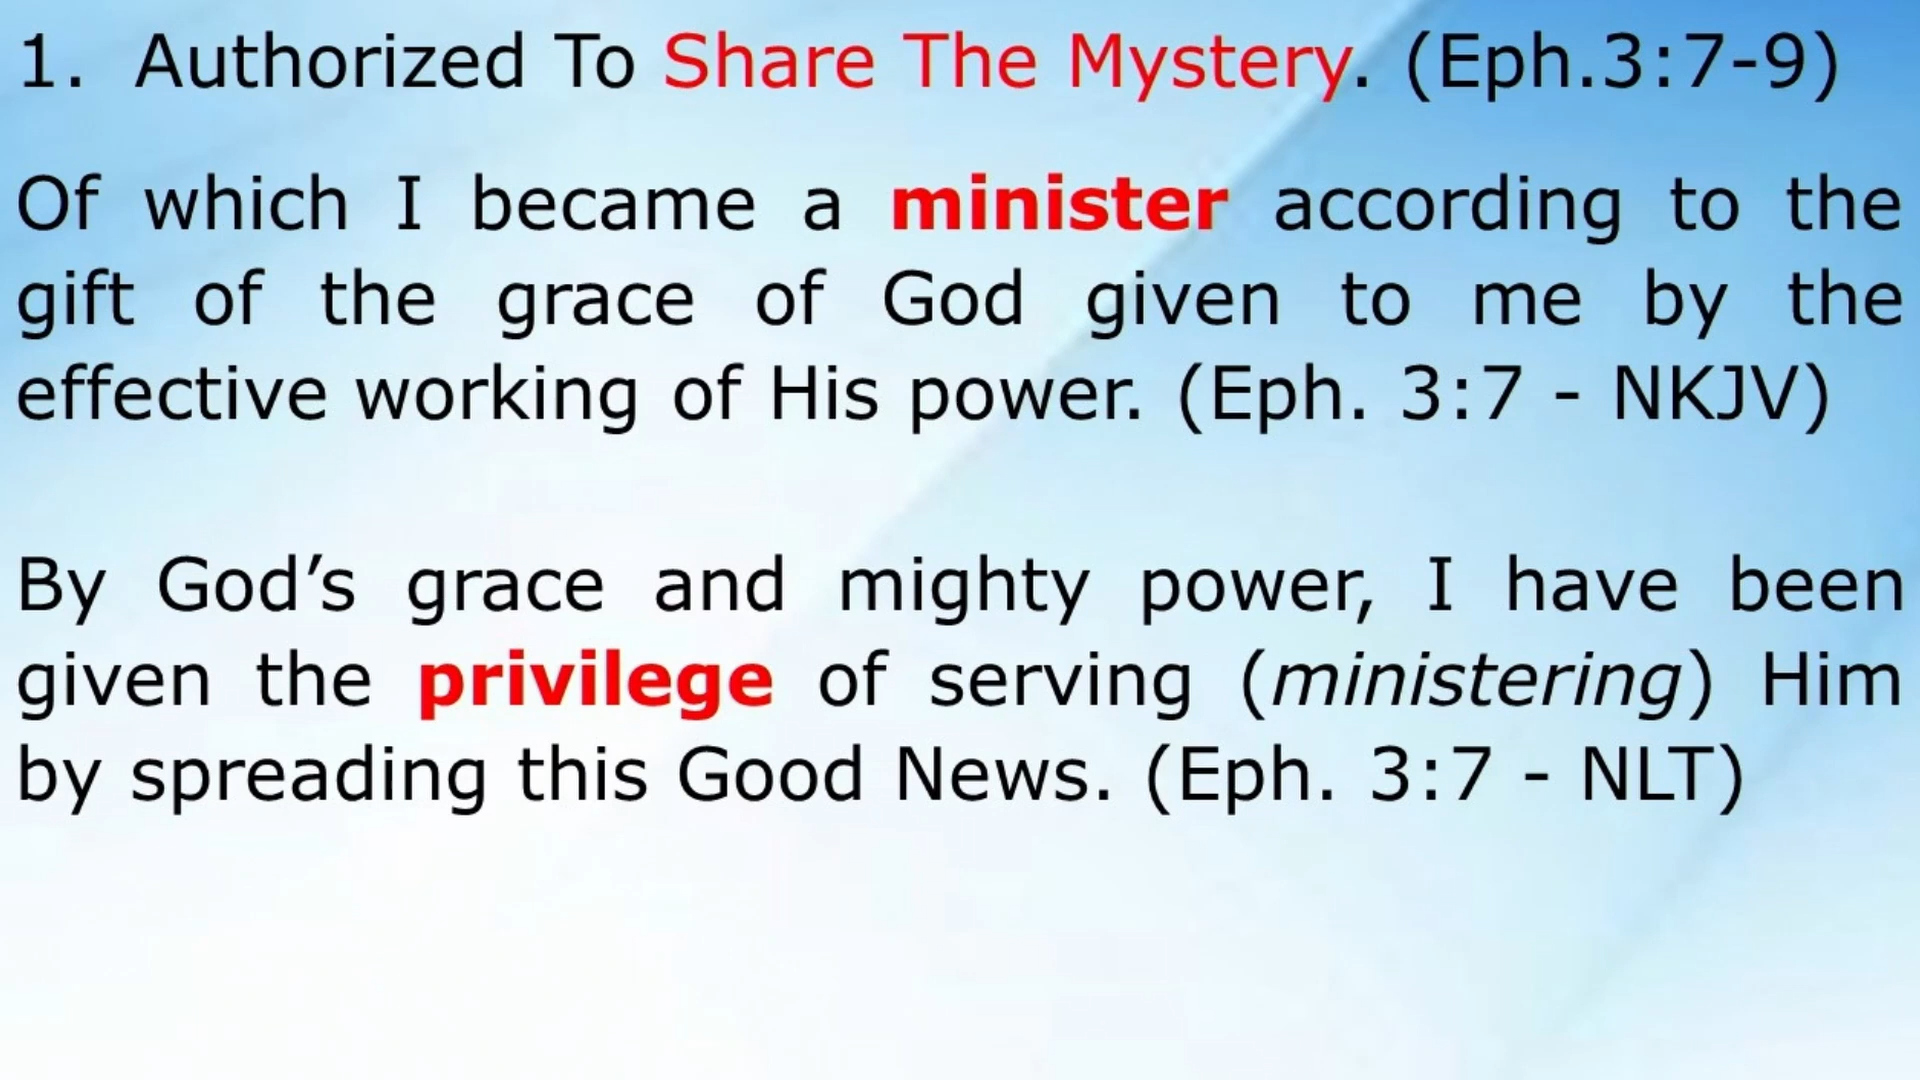 1. Authorized To Share The Mystery. (Eph.3:7-9)
Of which I became a minister according to the
gift of the grace of God given to me by the
effective working of His power. (Eph. 3:7 - NKJV)
By God’s grace and mighty power, I have been
given the privilege of serving (ministering) Him
by spreading this Good News. (Eph. 3:7 - NLT)